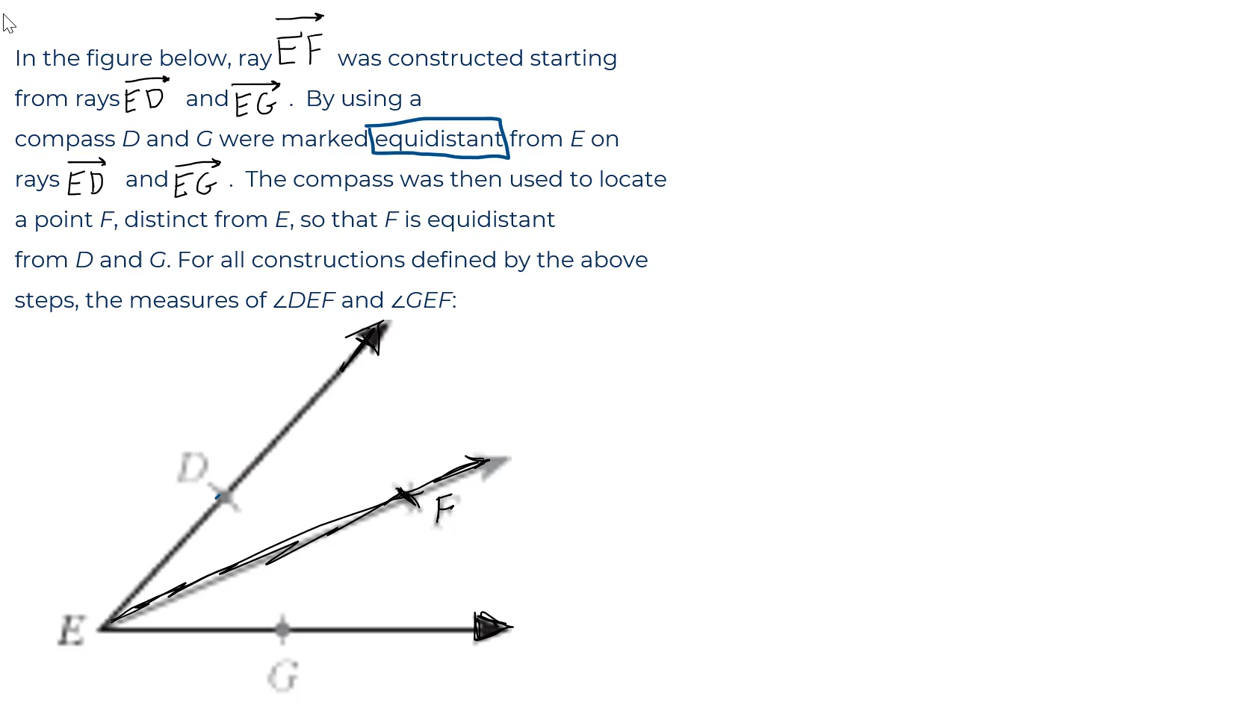 In the figure below, ray EF was constructed starting
from rays ED and EG. By using a
compass D and G were marked equidistant from E on
rays ED and EG. The compass was then used to locate
a point F, distinct from E, so that F is equidistant
from D and G. For all constructions defined by the above
steps, the measures of ∠DEF and ∠GEF:
D
F
E
G